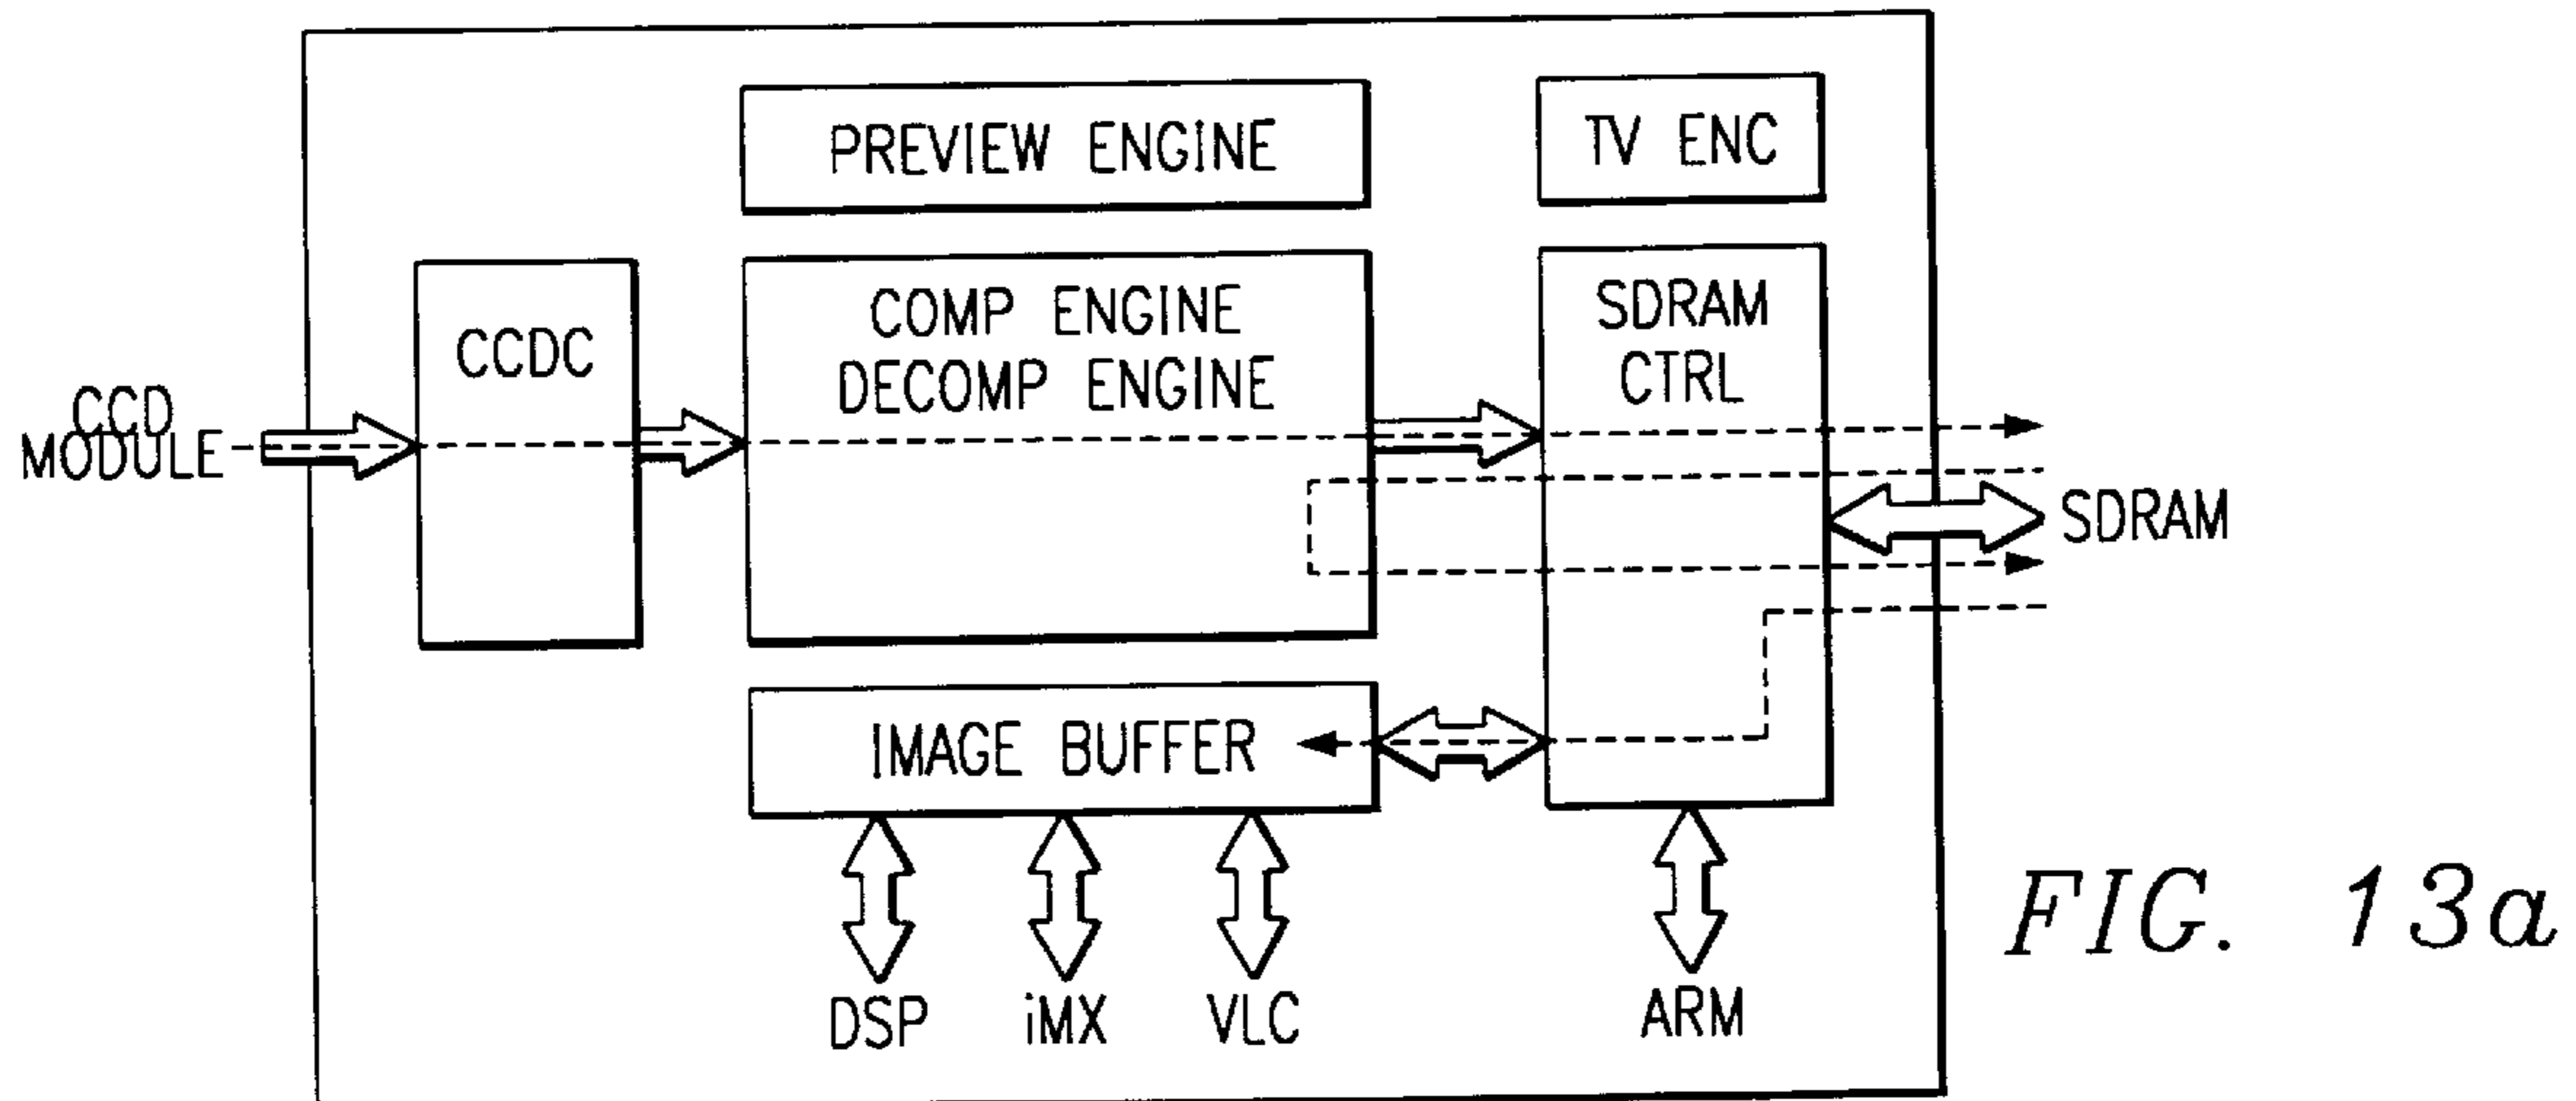 PREVIEW ENGINE
TV ENC
CCDC
COMP ENGINE
DECOMP ENGINE
SDRAM
CTRL
CCD
MODULE
SDRAM
IMAGE BUFFER
DSP
iMX
VLC
ARM
FIG. 13a